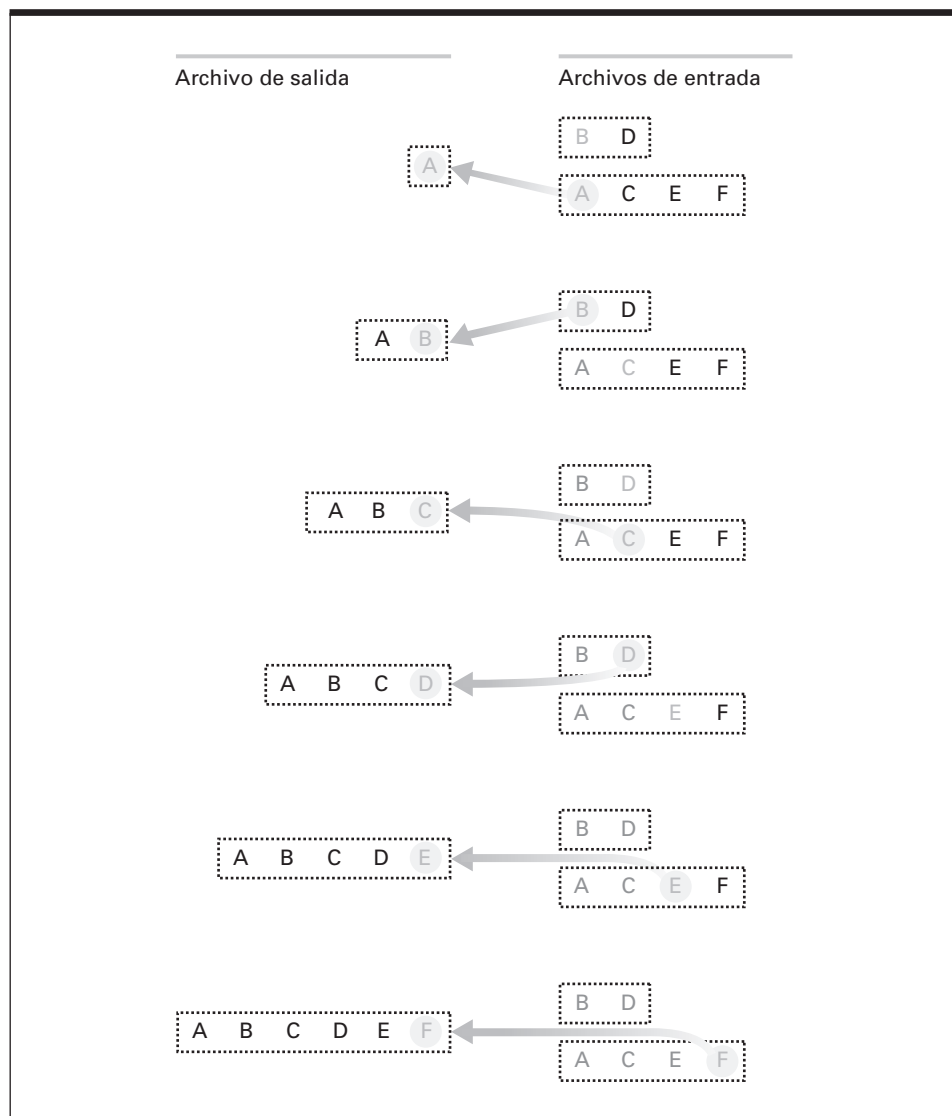 Archivo de salida
Archivos de entrada
B D
A
A C E F
B D
A B
A C E F
B D
A B C
A C E F
B D
A B C D
A C E F
B D
A B C D E
A C E F
B D
A B C D E F
A C E F